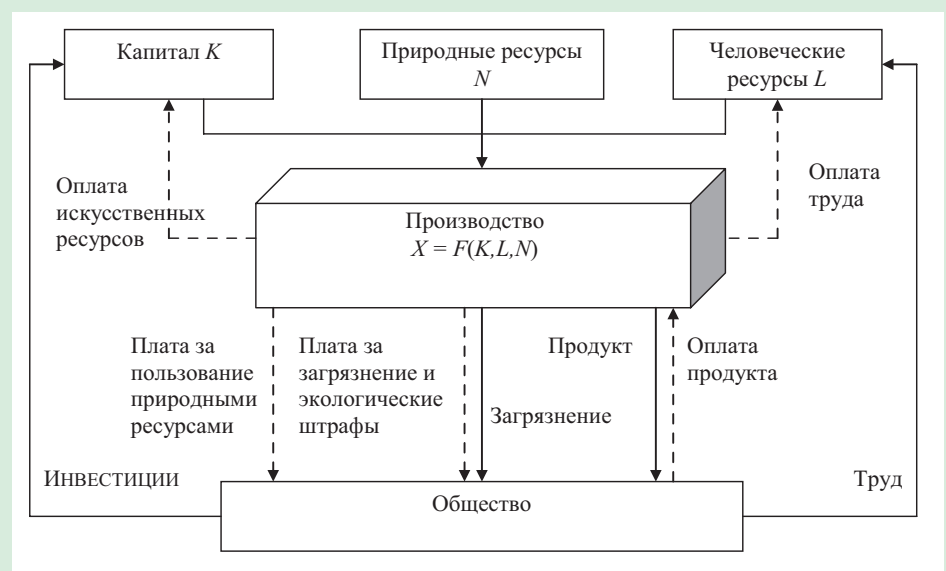 Капитал K
Природные ресурсы
N
Человеческие
ресурсы L
Оплата
искусственных
ресурсов
Оплата
труда
Производство
X = F(K,L,N)
Плата за
пользование
природными
ресурсами
Плата за
загрязнение и
экологические
штрафы
Продукт
Загрязнение
Оплата
продукта
ИНВЕСТИЦИИ
Труд
Общество